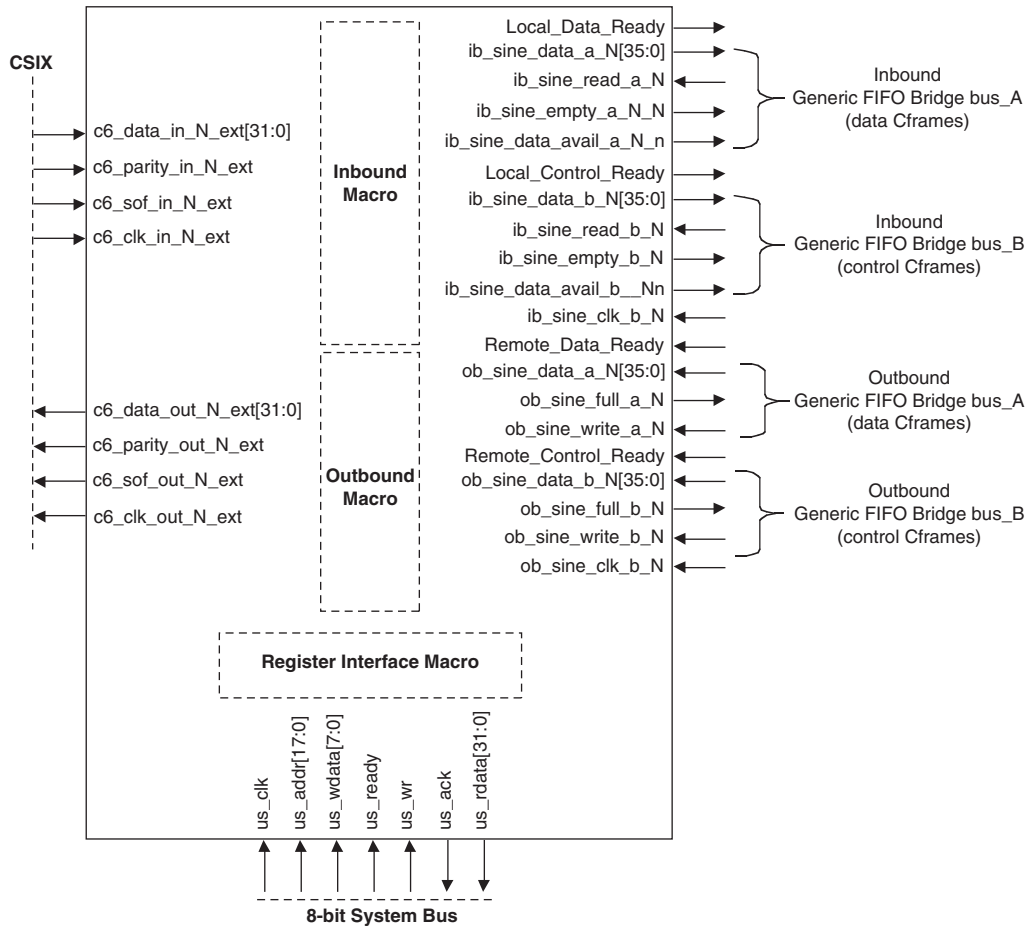 CSIX
c6_data_in_N_ext[31:0]
c6_parity_in_N_ext
c6_sof_in_N_ext
c6_clk_in_N_ext
c6_data_out_N_ext[31:0]
c6_parity_out_N_ext
c6_sof_out_N_ext
c6_clk_out_N_ext
Inbound
Macro
Outbound
Macro
Register Interface Macro
Local_Data_Ready
ib_sine_data_a_N[35:0]
ib_sine_read_a_N
ib_sine_empty_a_N_N
ib_sine_data_avail_a_N_n
Local_Control_Ready
ib_sine_data_b_N[35:0]
ib_sine_read_b_N
ib_sine_empty_b_N
ib_sine_data_avail_b__Nn
ib_sine_clk_b_N
Remote_Data_Ready
ob_sine_data_a_N[35:0]
ob_sine_full_a_N
ob_sine_write_a_N
Remote_Control_Ready
ob_sine_data_b_N[35:0]
ob_sine_full_b_N
ob_sine_write_b_N
ob_sine_clk_b_N
Inbound
Generic FIFO Bridge bus_A
(data Cframes)
Inbound
Generic FIFO Bridge bus_B
(control Cframes)
Outbound
Generic FIFO Bridge bus_A
(data Cframes)
Outbound
Generic FIFO Bridge bus_B
(control Cframes)
us_clk
us_addr[17:0]
us_wdata[7:0]
us_ready
us_wr
us_ack
us_rdata[31:0]
8-bit System Bus